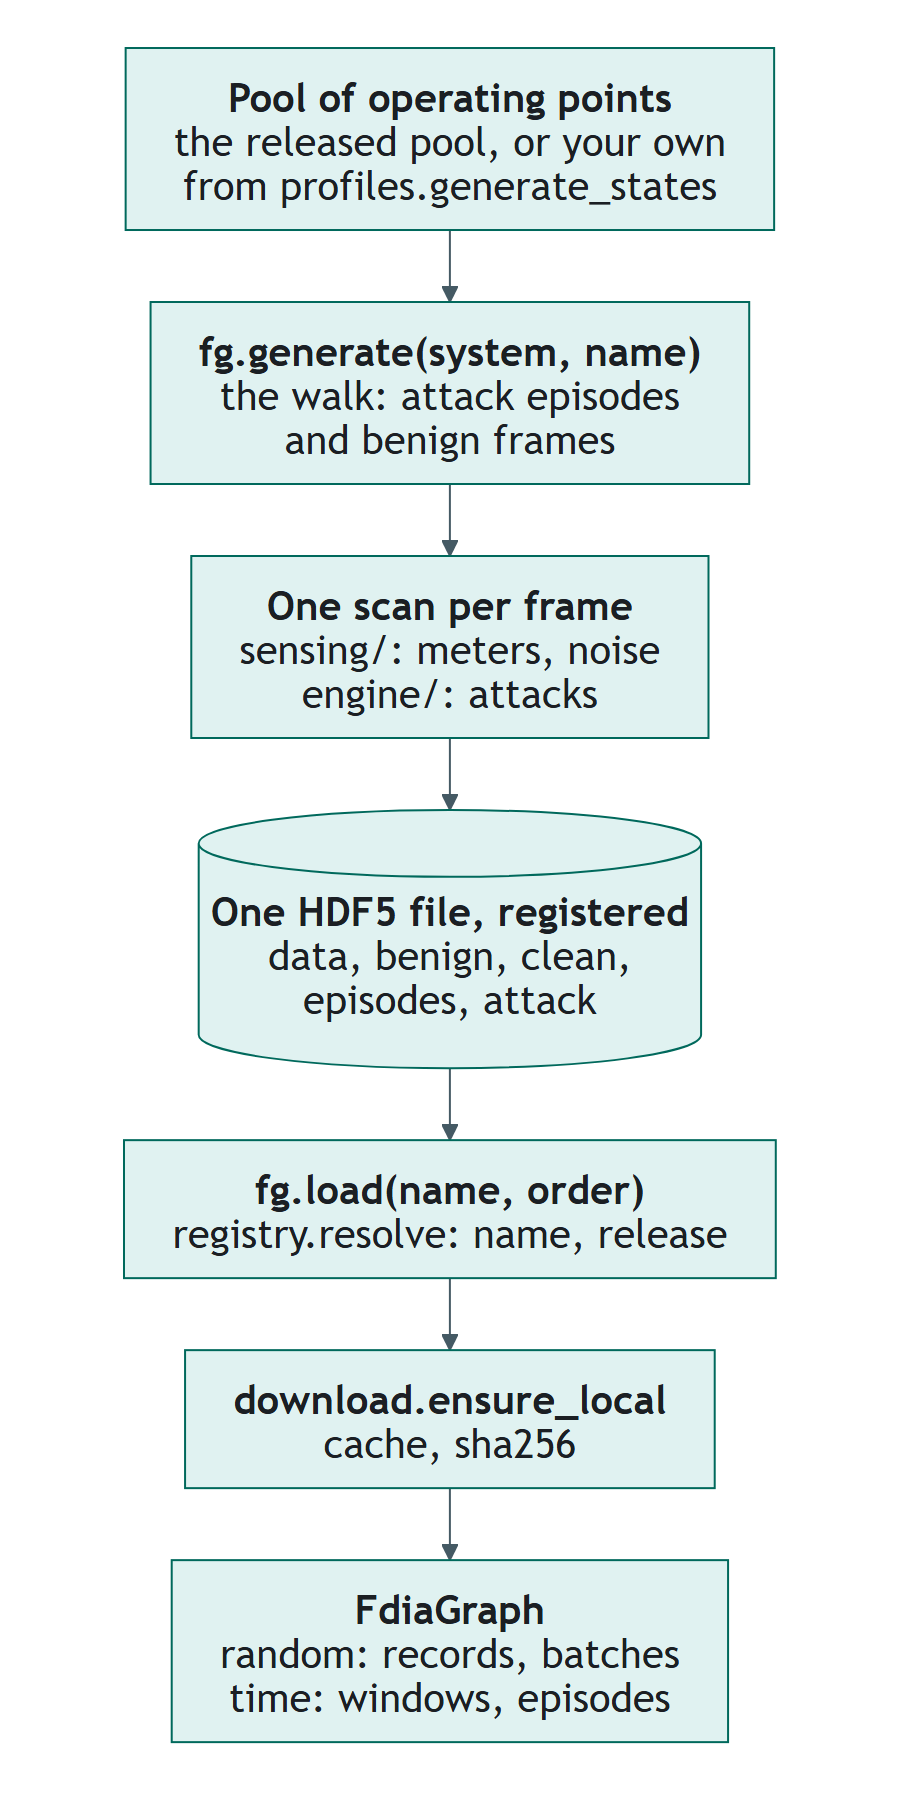 Pool of operating points
the released pool, or your own
from profiles.generate_states
fg.generate(system, name)
the walk: attack episodes
and benign frames
One scan per frame
sensing/: meters, noise
engine/: attacks
One HDF5 file, registered
data, benign, clean,
episodes, attack
fg.load(name, order)
registry.resolve: name, release
download.ensure_local
cache, sha256
FdiaGraph
random: records, batches
time: windows, episodes